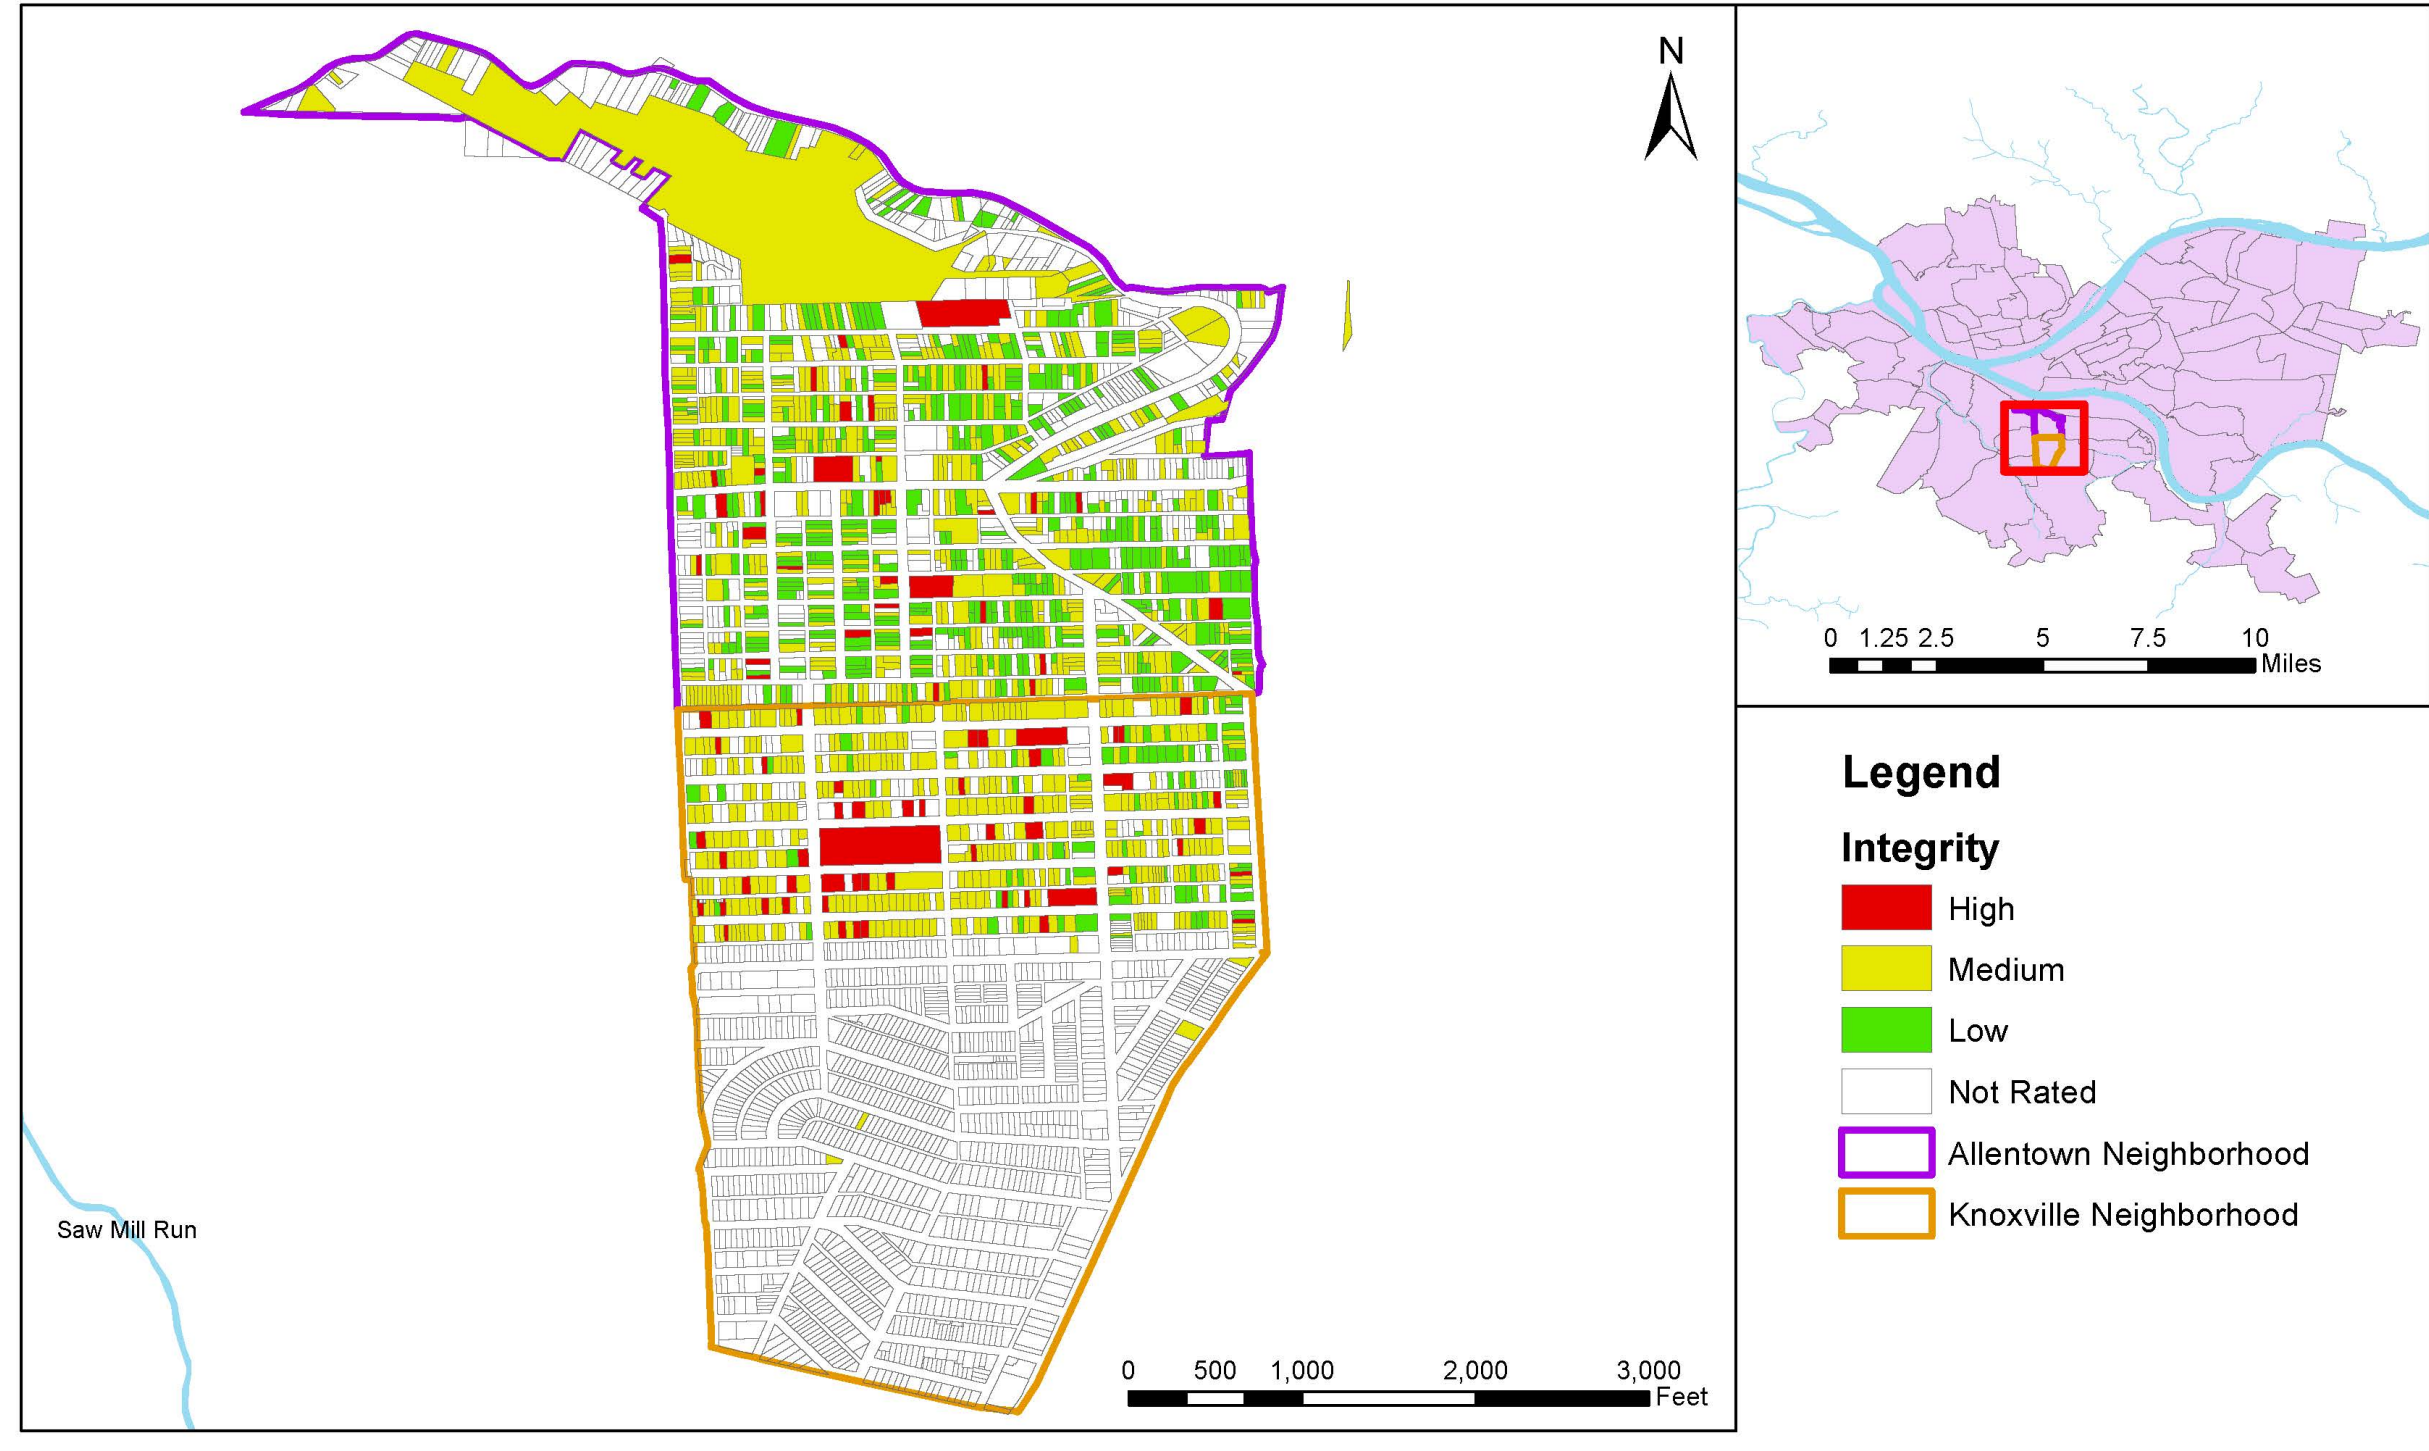 N
Saw Mill Run
0 500 1,000 2,000 3,000
Feet
0 1.25 2.5 5 7.5 10
Miles
Legend
Integrity
High
Medium
Low
Not Rated
Allentown Neighborhood
Knoxville Neighborhood